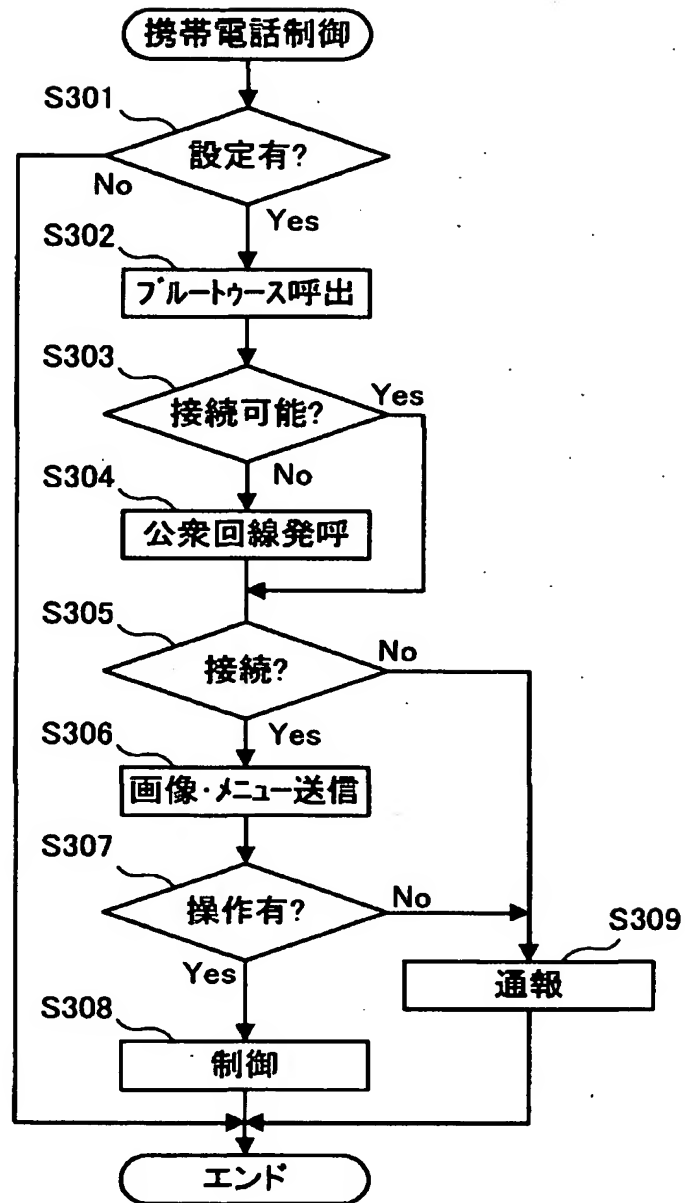 携帯電話制御
S301
設定有?
No
Yes
S302
ブルートゥース呼出
S303
接続可能?
Yes
No
S304
公衆回線発呼
S305
接続?
No
Yes
S306
画像・メニュー送信
S307
操作有?
No
Yes
S309
通報
S308
制御
エンド